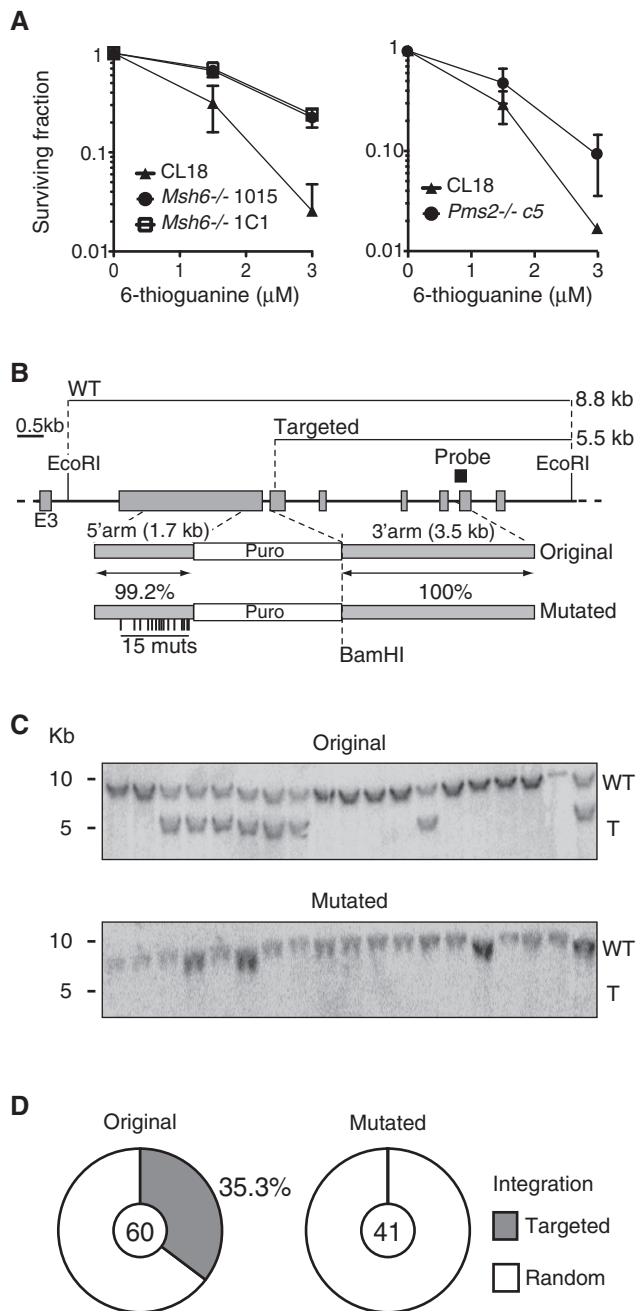 A
Surviving fraction
1
0.1
0.01
CL18
Msh6-/- 1015
Msh6-/- 1C1
0 1 2 3
6-thioguanine (μM)
1
0.10
0.01
CL18
Pms2-/- c5
0 1 2 3
6-thioguanine (μM)
B
WT
8.8 kb
0.5kb
Targeted
5.5 kb
EcoRI
Probe
EcoRI
E3
5'arm (1.7 kb)
3'arm (3.5 kb)
Puro
Original
99.2%
100%
Puro
Mutated
15 muts
BamHI
C
Kb
Original
10
WT
5
T
Mutated
10
WT
5
T
D
Original
Mutated
35.3%
60
41
Integration
Targeted
Random